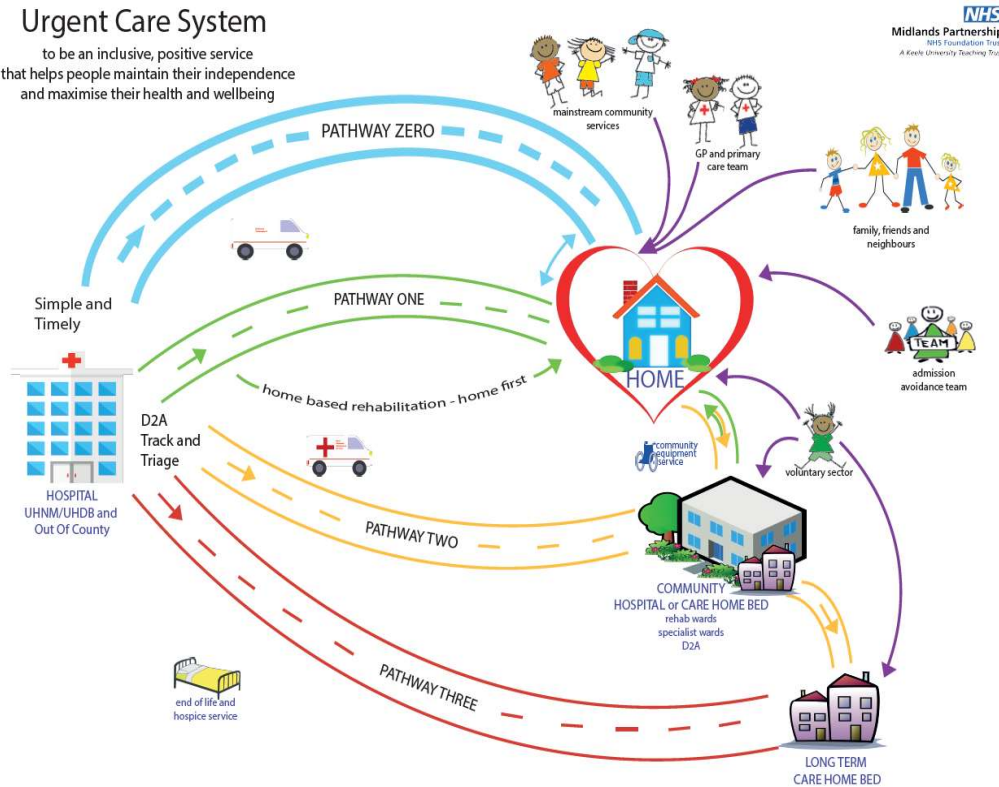 Urgent Care System
to be an inclusive, positive service
that helps people maintain their independence
and maximise their health and wellbeing
NHS
Midlands Partnership
NHS Foundation Trus
A Keele University Teaching Trus
PATHWAY ZERO
mainstream community
services
GP and primary
care team
family, friends and
neighbours
Simple and
Timely
PATHWAY ONE
HOME
TEAM
admission
avoidance team
home based rehabilitation - home first
D2A
Track and
Triage
HOSPITAL
UHNM/UHDB and
Out Of County
community
equipment
service
voluntary sector
PATHWAY TWO
COMMUNITY
HOSPITAL or CARE HOME BED
rehab wards
specialist wards
D2A
PATHWAY THREE
end of life and
hospice service
LONG TERM
CARE HOME BED